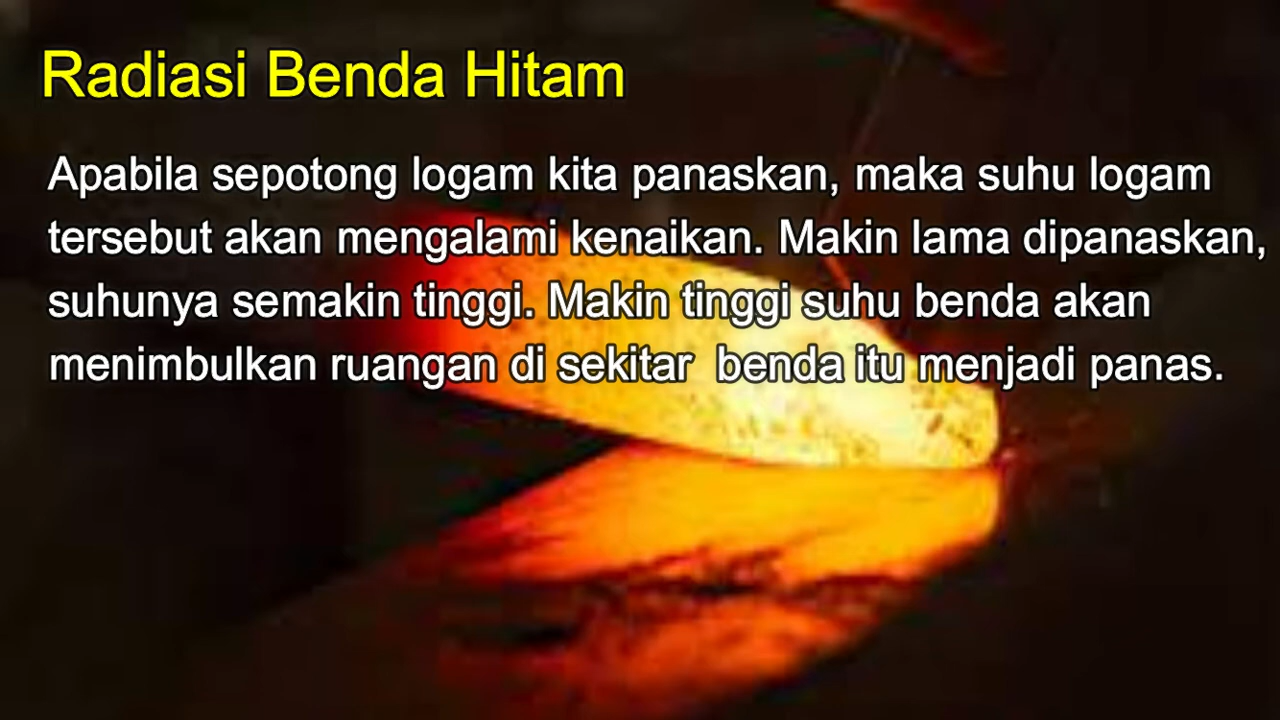 Radiasi Benda Hitam
Apabila sepotong logam kita panaskan, maka suhu logam
tersebut akan mengalami kenaikan. Makin lama dipanaskan,
suhunya semakin tinggi. Makin tinggi suhu benda akan
menimbulkan ruangan di sekitar  benda itu menjadi panas.